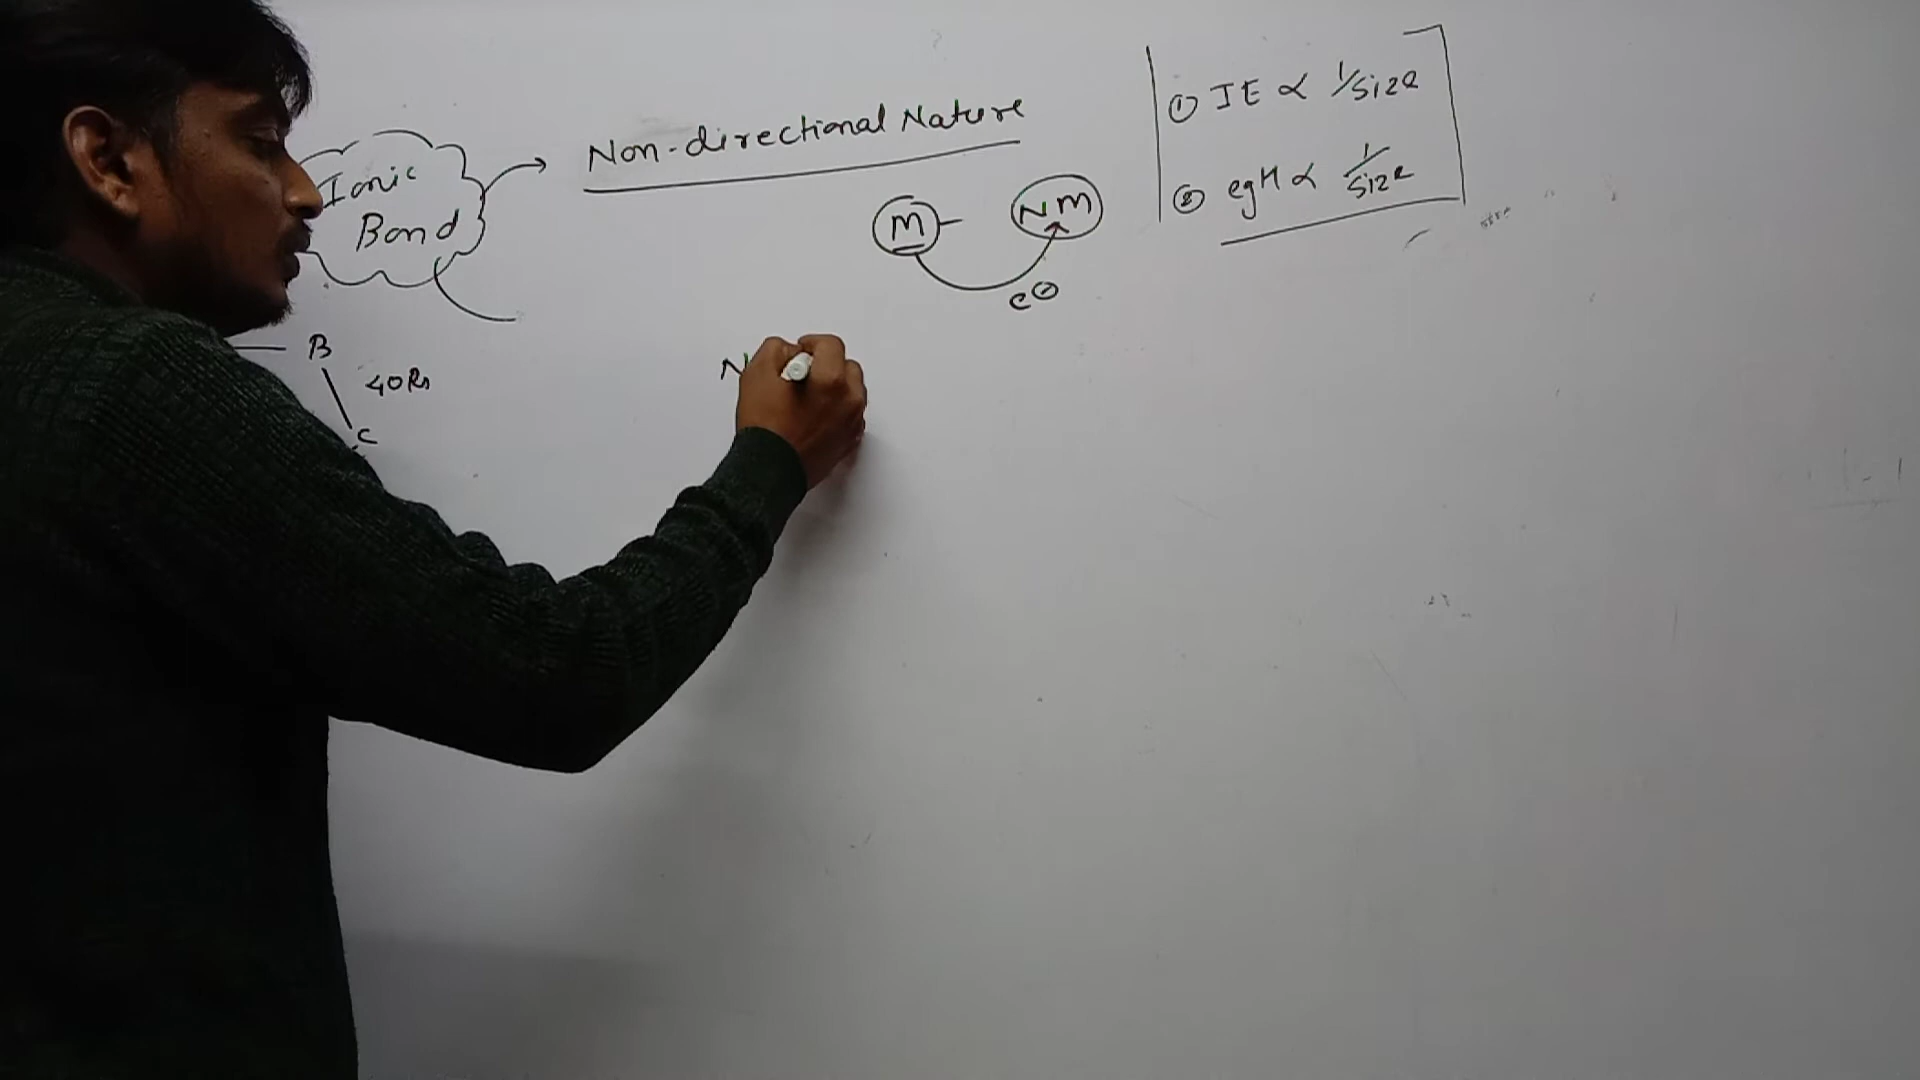 Ionic
Bond
Non-directional Nature
M
NM
e⊖
① IE ∝ 1/size
② egH ∝ 1/size
B
40Rs
C
N